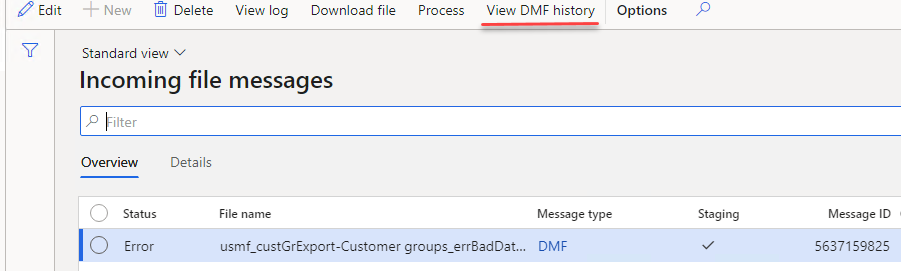 Edit New Delete View log Download file Process View DMF history Options
Standard view
Incoming file messages
Filter
Overview Details
Status File name Message type Staging Message ID
Error usmf_custGrExport-Customer groups_errBadDat... DMF 5637159825